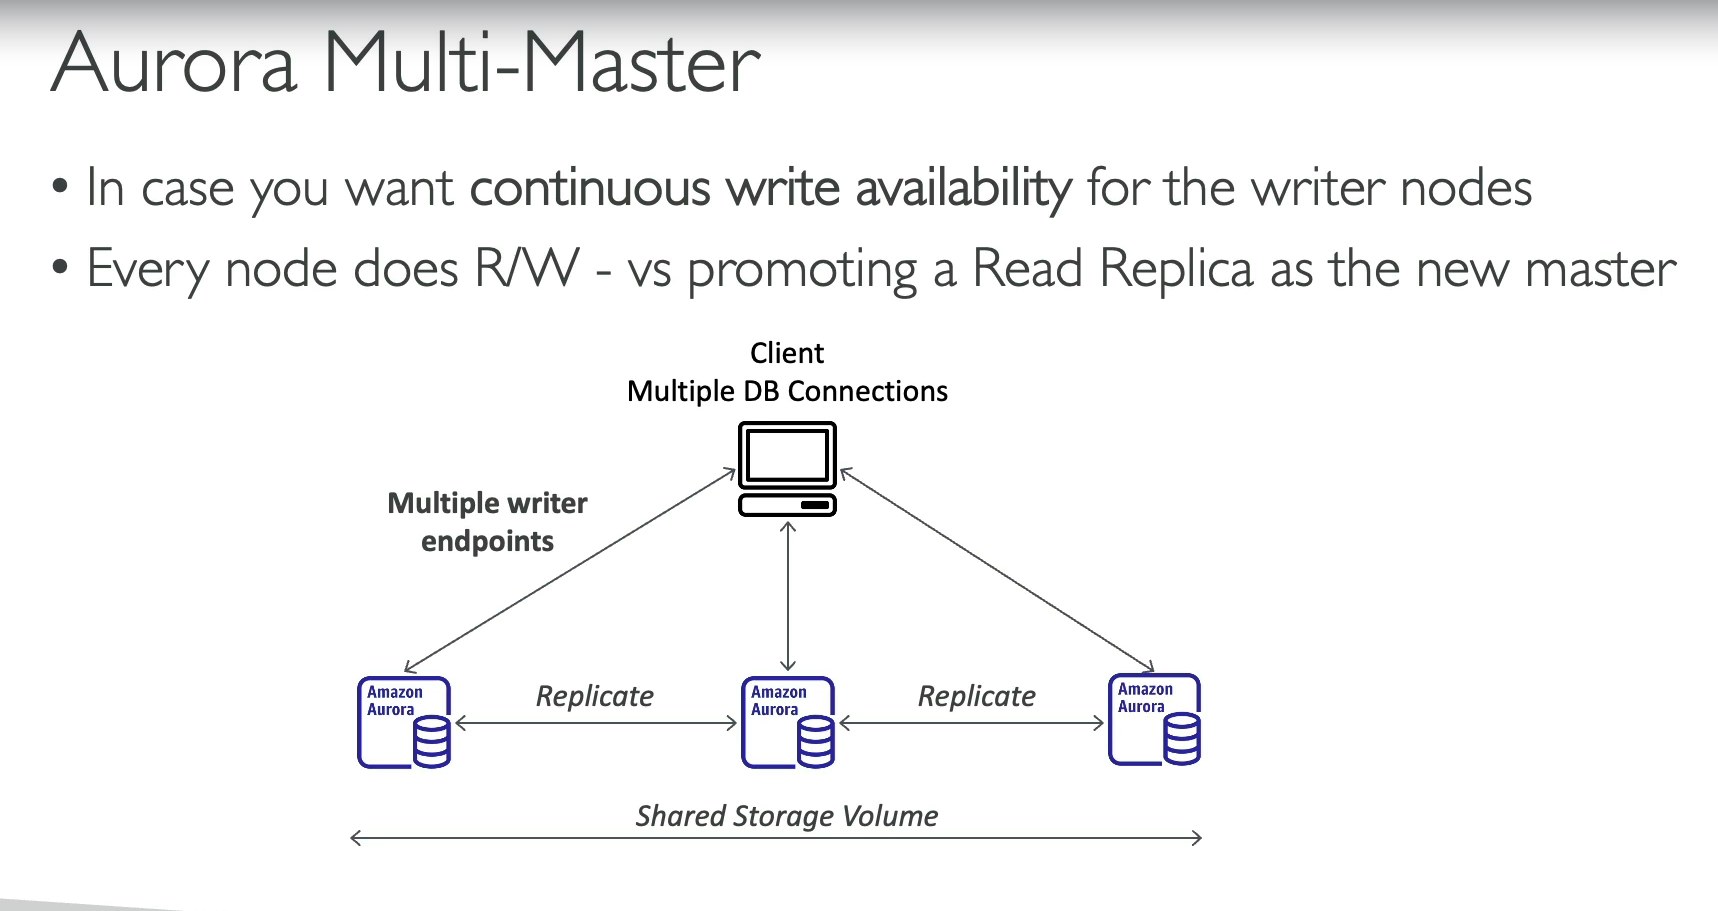 Aurora Multi-Master
• In case you want continuous write availability for the writer nodes
• Every node does R/W - vs promoting a Read Replica as the new master
Client
Multiple DB Connections
Multiple writer
endpoints
Amazon
Aurora
Replicate
Amazon
Aurora
Replicate
Amazon
Aurora
Shared Storage Volume